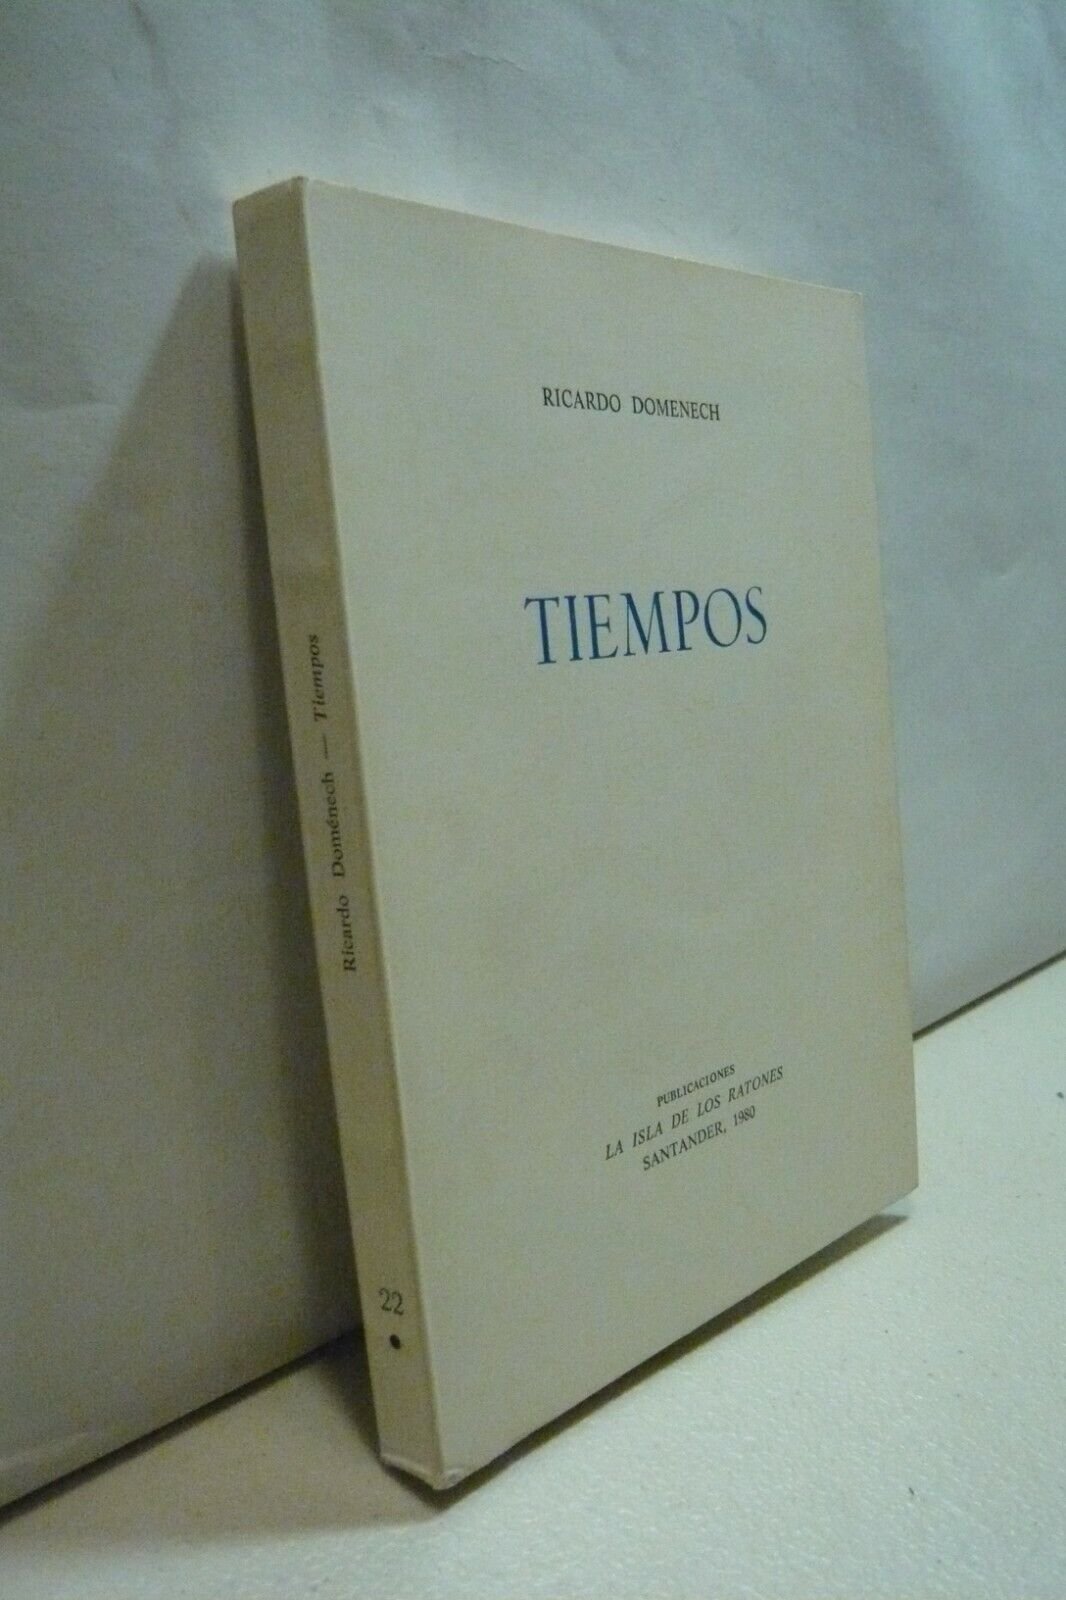 RICARDO DOMENECH
TIEMPOS
PUBLICACIONES
LA ISLA DE LOS RATONES
SANTANDER, 1980
Ricardo Doménech — Tiempos
22